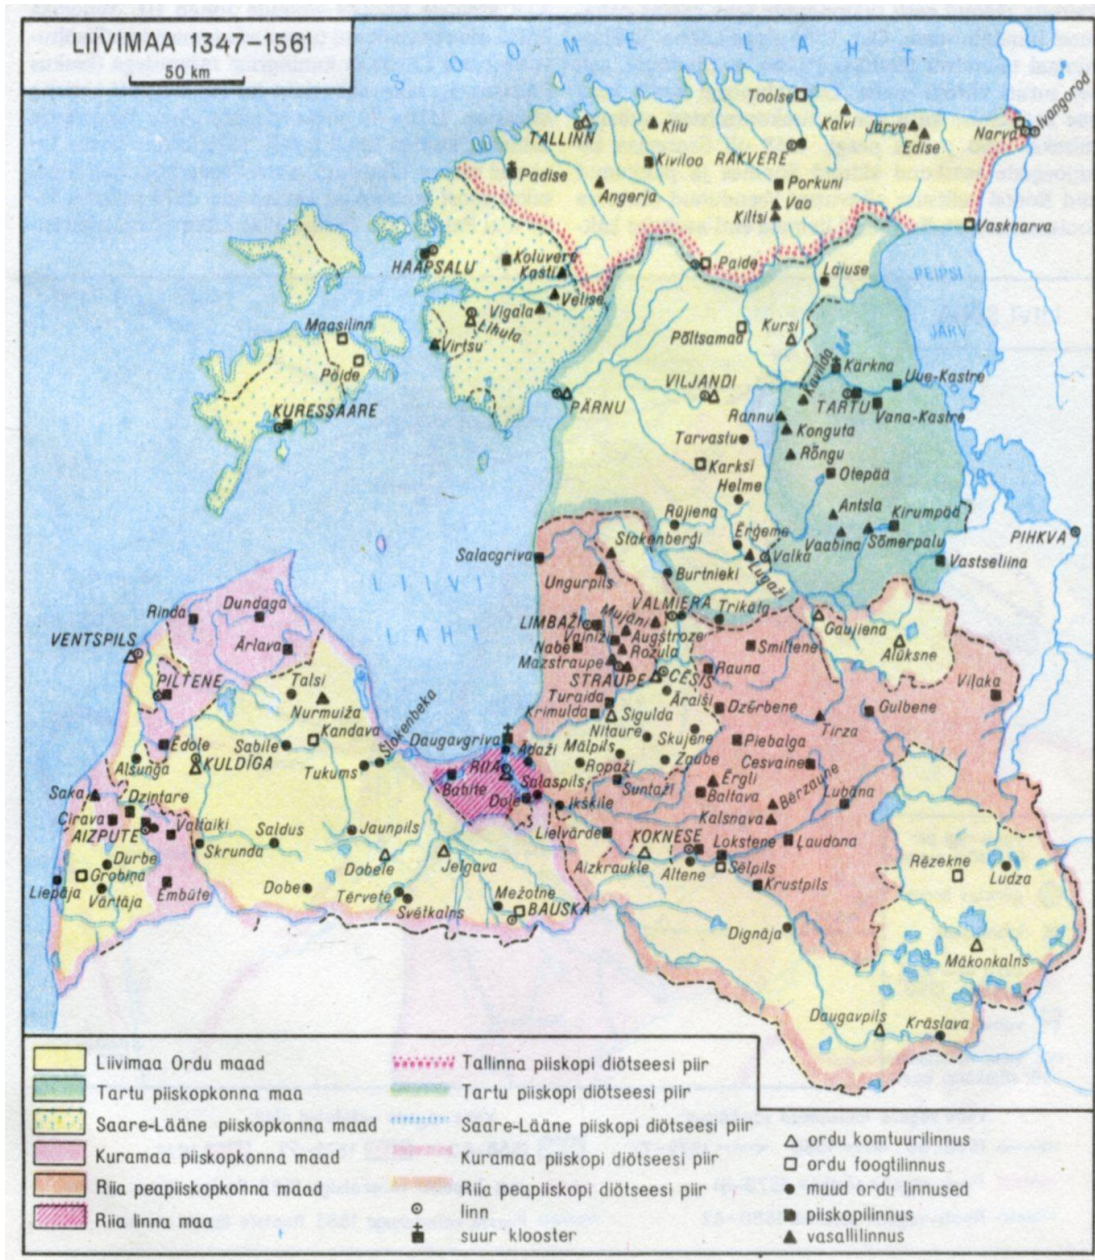 LIIVIMAA 1347–1561
50 km
SOOME LAHT
TALLINN
Kiiu
Toolse
Kalvi
Järve
Edise
Narva
Ivangorod
Padise
Kiviloo
RAKVERE
Angerja
Porkuni
Vao
Kiltsi
Vasknarva
HAAPSALU
Koluvere
Kasti
Paide
Laiuse
PEIPSI
JÄRV
Velise
Vigala
Lihula
Virtsu
Maasilinn
Pöide
KURESSAARE
Põltsamaa
Kursi
Kavilda
Kärkna
Uue-Kastre
VILJANDI
PÄRNU
TARTU
Rannu
Vana-Kastre
Konguta
Tarvastu
Rõngu
Karksi
Otepää
Helme
Antsla
Kirumpää
Rūjiena
Ērgeme
Vaabina
Sõmerpalu
PIHKVA
Salacgriva
Stakenbergi
Valka
Lugaži
Vastseliina
Ungurpils
Burtnieki
LIIVI
LAHT
Rinda
Dundaga
LIMBAŽI
Mujāni
VALMIERA
Trikāta
Gaujiena
VENTSPILS
Ārlava
Vainiži
Augstroze
Nabe
Rozula
Smiltene
Alūksne
Mazstraupe
STRAUPE
CĒSIS
Rauna
PILTENE
Talsi
Nurmuiža
Turaida
Āraiši
Viļaka
Krimulda
Sigulda
Dzērbene
Gulbene
Kandava
Slokenbeka
Daugavgriva
Nītaure
Skujene
Tirza
Ēdole
Sabile
Ādaži
Mālpils
Piebalga
Alsunga
KULDĪGA
Tukums
RIIA
Ropaži
Zaube
Cesvaine
Babīte
Salaspils
Suntaži
Ērgli
Bērzaune
Saka
Dzintare
Dole
Ikšķile
Baltava
Lubāna
Cīrava
AIZPUTE
Valtaiki
Saldus
Jaunpils
Lielvārde
Kalsnava
KOKNESE
Lokstene
Ļaudona
Durbe
Skrunda
Dobele
Jelgava
Aizkraukle
Altene
Sēlpils
Rēzekne
Ludza
Liepāja
Grobiņa
Vārtāja
Embūte
Dobe
Tērvete
Mežotne
Krustpils
Svētkalns
BAUSKA
Dignāja
Mākonkalns
Daugavpils
Krāslava
Liivimaa Ordu maad
Tartu piiskopkonna maa
Saare-Lääne piiskopkonna maad
Kuramaa piiskopkonna maad
Riia peapiiskopkonna maad
Riia linna maa
Tallinna piiskopi diötseesi piir
Tartu piiskopi diötseesi piir
Saare-Lääne piiskopi diötseesi piir
Kuramaa piiskopi diötseesi piir
Riia peapiiskopi diötseesi piir
linn
suur klooster
ordu komtuurilinnus
ordu foogtilinnus
muud ordu linnused
piiskopilinnus
vasallilinnus